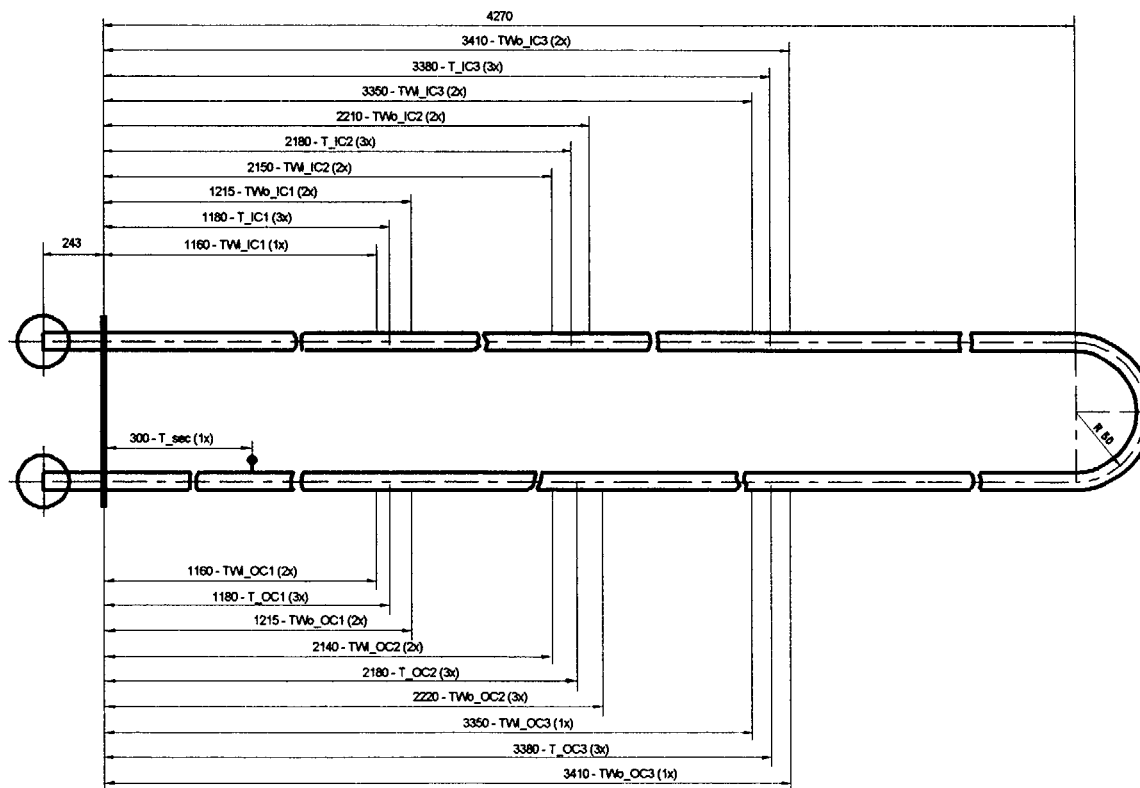 4270
3410 - TWo_IC3 (2x)
3380 - T_IC3 (3x)
3350 - TWi_IC3 (2x)
2210 - TWo_IC2 (2x)
2180 - T_IC2 (3x)
2150 - TWi_IC2 (2x)
1215 - TWo_IC1 (2x)
1180 - T_IC1 (3x)
243
1160 - TWi_IC1 (1x)
300 - T_sec (1x)
R 50
1160 - TWi_OC1 (2x)
1180 - T_OC1 (3x)
1215 - TWo_OC1 (2x)
2140 - TWi_OC2 (2x)
2180 - T_OC2 (3x)
2220 - TWo_OC2 (3x)
3350 - TWi_OC3 (1x)
3380 - T_OC3 (3x)
3410 - TWo_OC3 (1x)